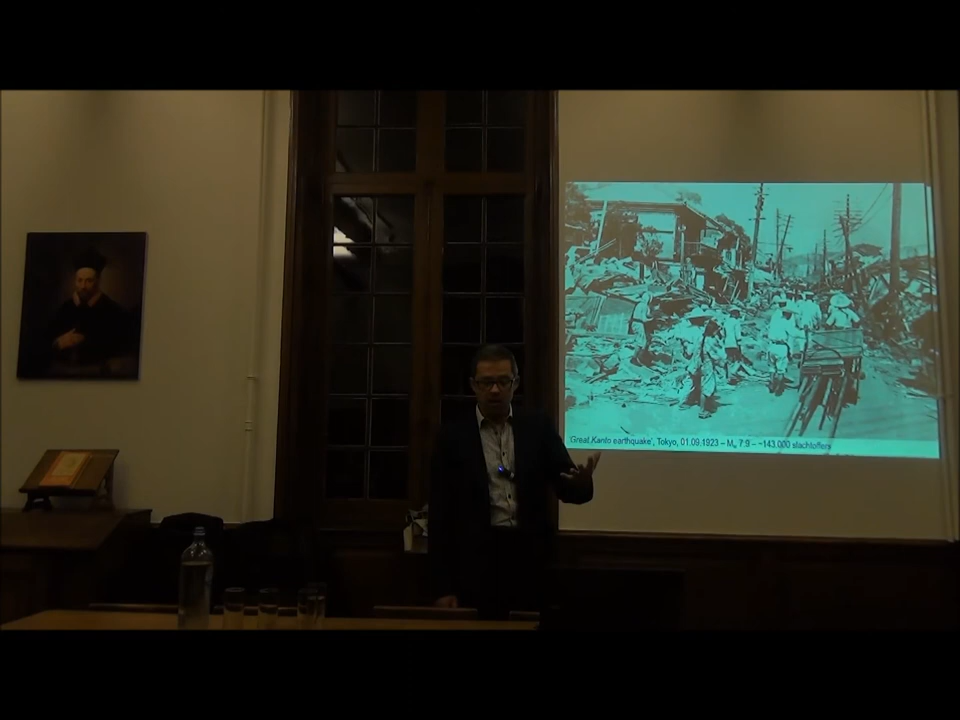 'Great Kanto earthquake', Tokyo, 01.09.1923 – Mw 7.9 – ~143.000 slachtoffers